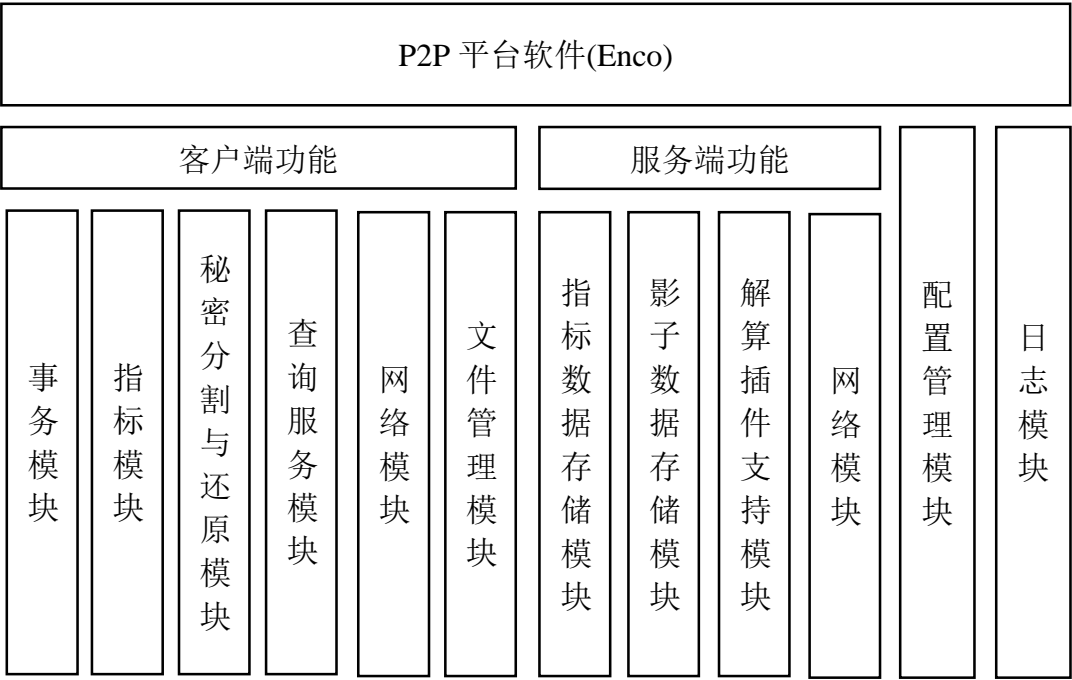 P2P 平台软件(Enco)
客户端功能
服务端功能
事务模块
指标模块
秘密分割与还原模块
查询服务模块
网络模块
文件管理模块
指标数据存储模块
影子数据存储模块
解算插件支持模块
网络模块
配置管理模块
日志模块